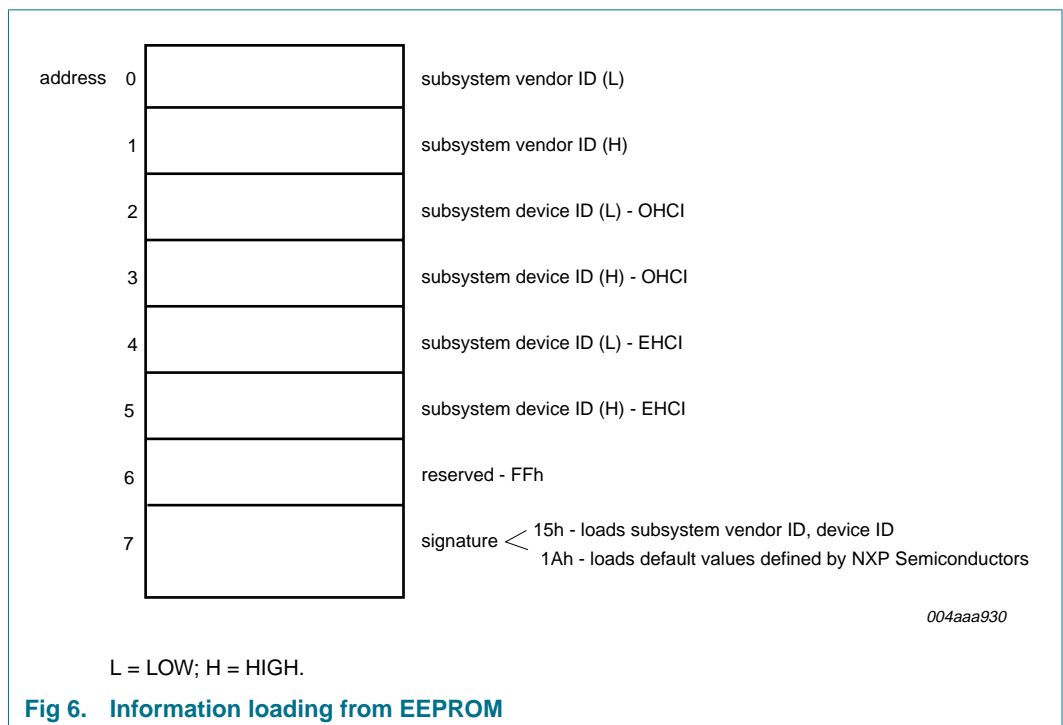 address 0 subsystem vendor ID (L)
1 subsystem vendor ID (H)
2 subsystem device ID (L) - OHCI
3 subsystem device ID (H) - OHCI
4 subsystem device ID (L) - EHCI
5 subsystem device ID (H) - EHCI
6 reserved - FFh
15h - loads subsystem vendor ID, device ID
7 signature
1Ah - loads default values defined by NXP Semiconductors
004aaa930
L = LOW; H = HIGH.
Fig 6. Information loading from EEPROM